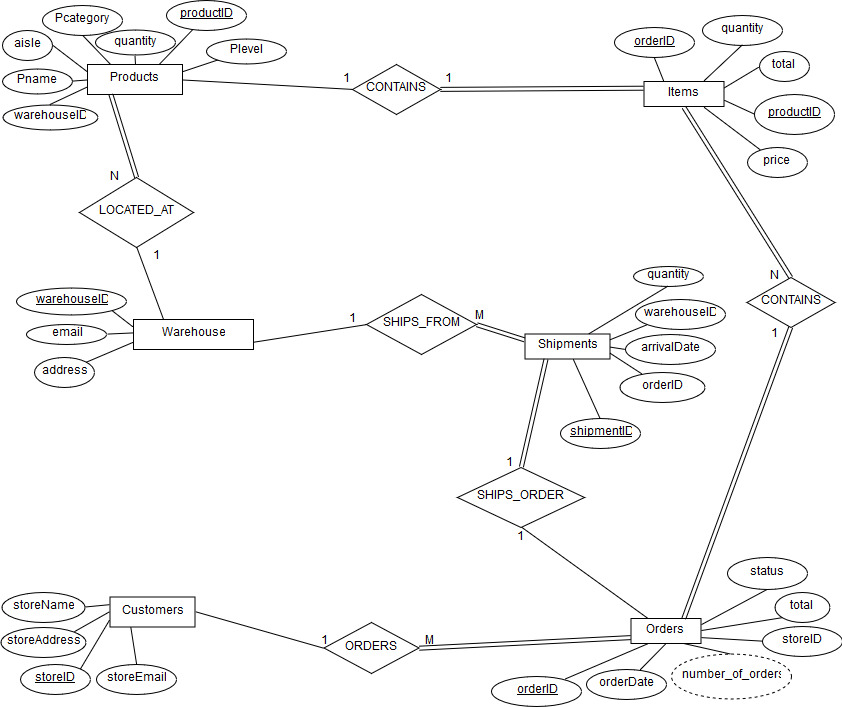 productID
Pcategory
orderID
quantity
aisle
quantity
Plevel
total
Products
Pname
1
CONTAINS
1
Items
productID
warehouseID
price
N
LOCATED_AT
1
N
CONTAINS
1
quantity
warehouseID
warehouseID
email
Warehouse
1
SHIPS_FROM
M
Shipments
arrivalDate
address
orderID
shipmentID
1
SHIPS_ORDER
1
status
storeName
Customers
total
storeAddress
1
ORDERS
M
Orders
storeID
storeID
storeEmail
orderID
orderDate
number_of_orders